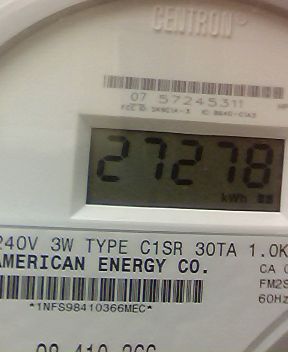 CENTRON®
07 57245311
27278
kWh
240V 3W TYPE C1SR 30TA 1.0K
AMERICAN ENERGY CO.
CA
FM2S
60Hz
*1NFS98410366MEC*